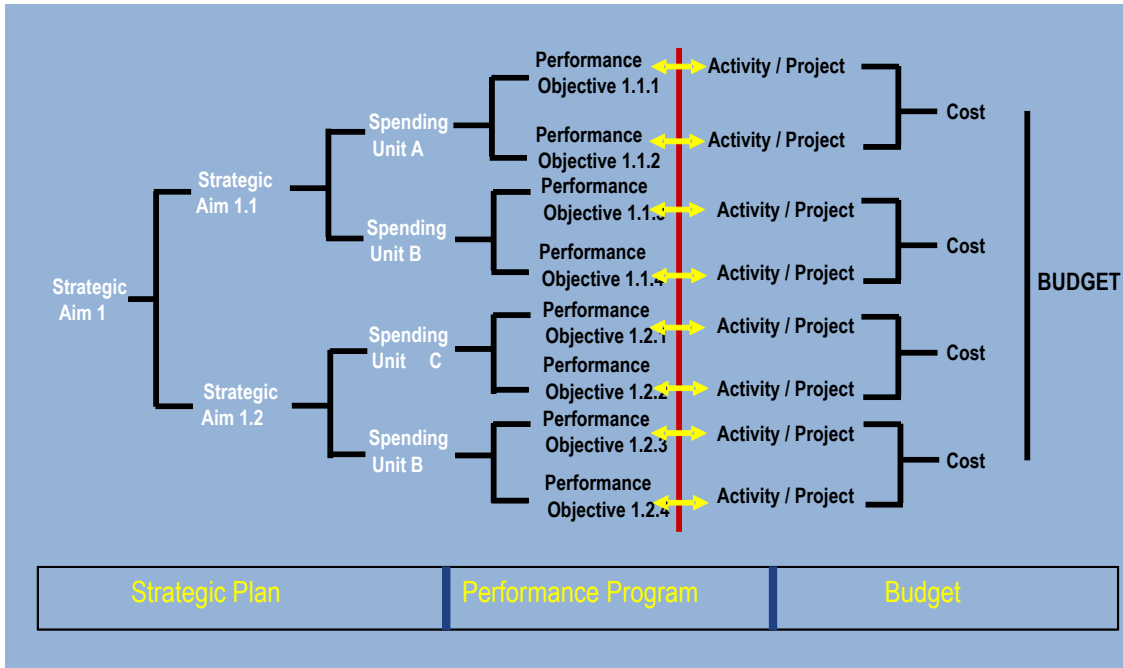 Strategic
Aim 1
Strategic
Aim 1.1
Strategic
Aim 1.2
Spending
Unit A
Spending
Unit B
Spending
Unit C
Spending
Unit B
Performance
Objective 1.1.1
Performance
Objective 1.1.2
Performance
Objective 1.1.3
Performance
Objective 1.1.4
Performance
Objective 1.2.1
Performance
Objective 1.2.2
Performance
Objective 1.2.3
Performance
Objective 1.2.4
Activity / Project
Activity / Project
Activity / Project
Activity / Project
Activity / Project
Activity / Project
Activity / Project
Activity / Project
Cost
Cost
Cost
Cost
BUDGET
Strategic Plan
Performance Program
Budget